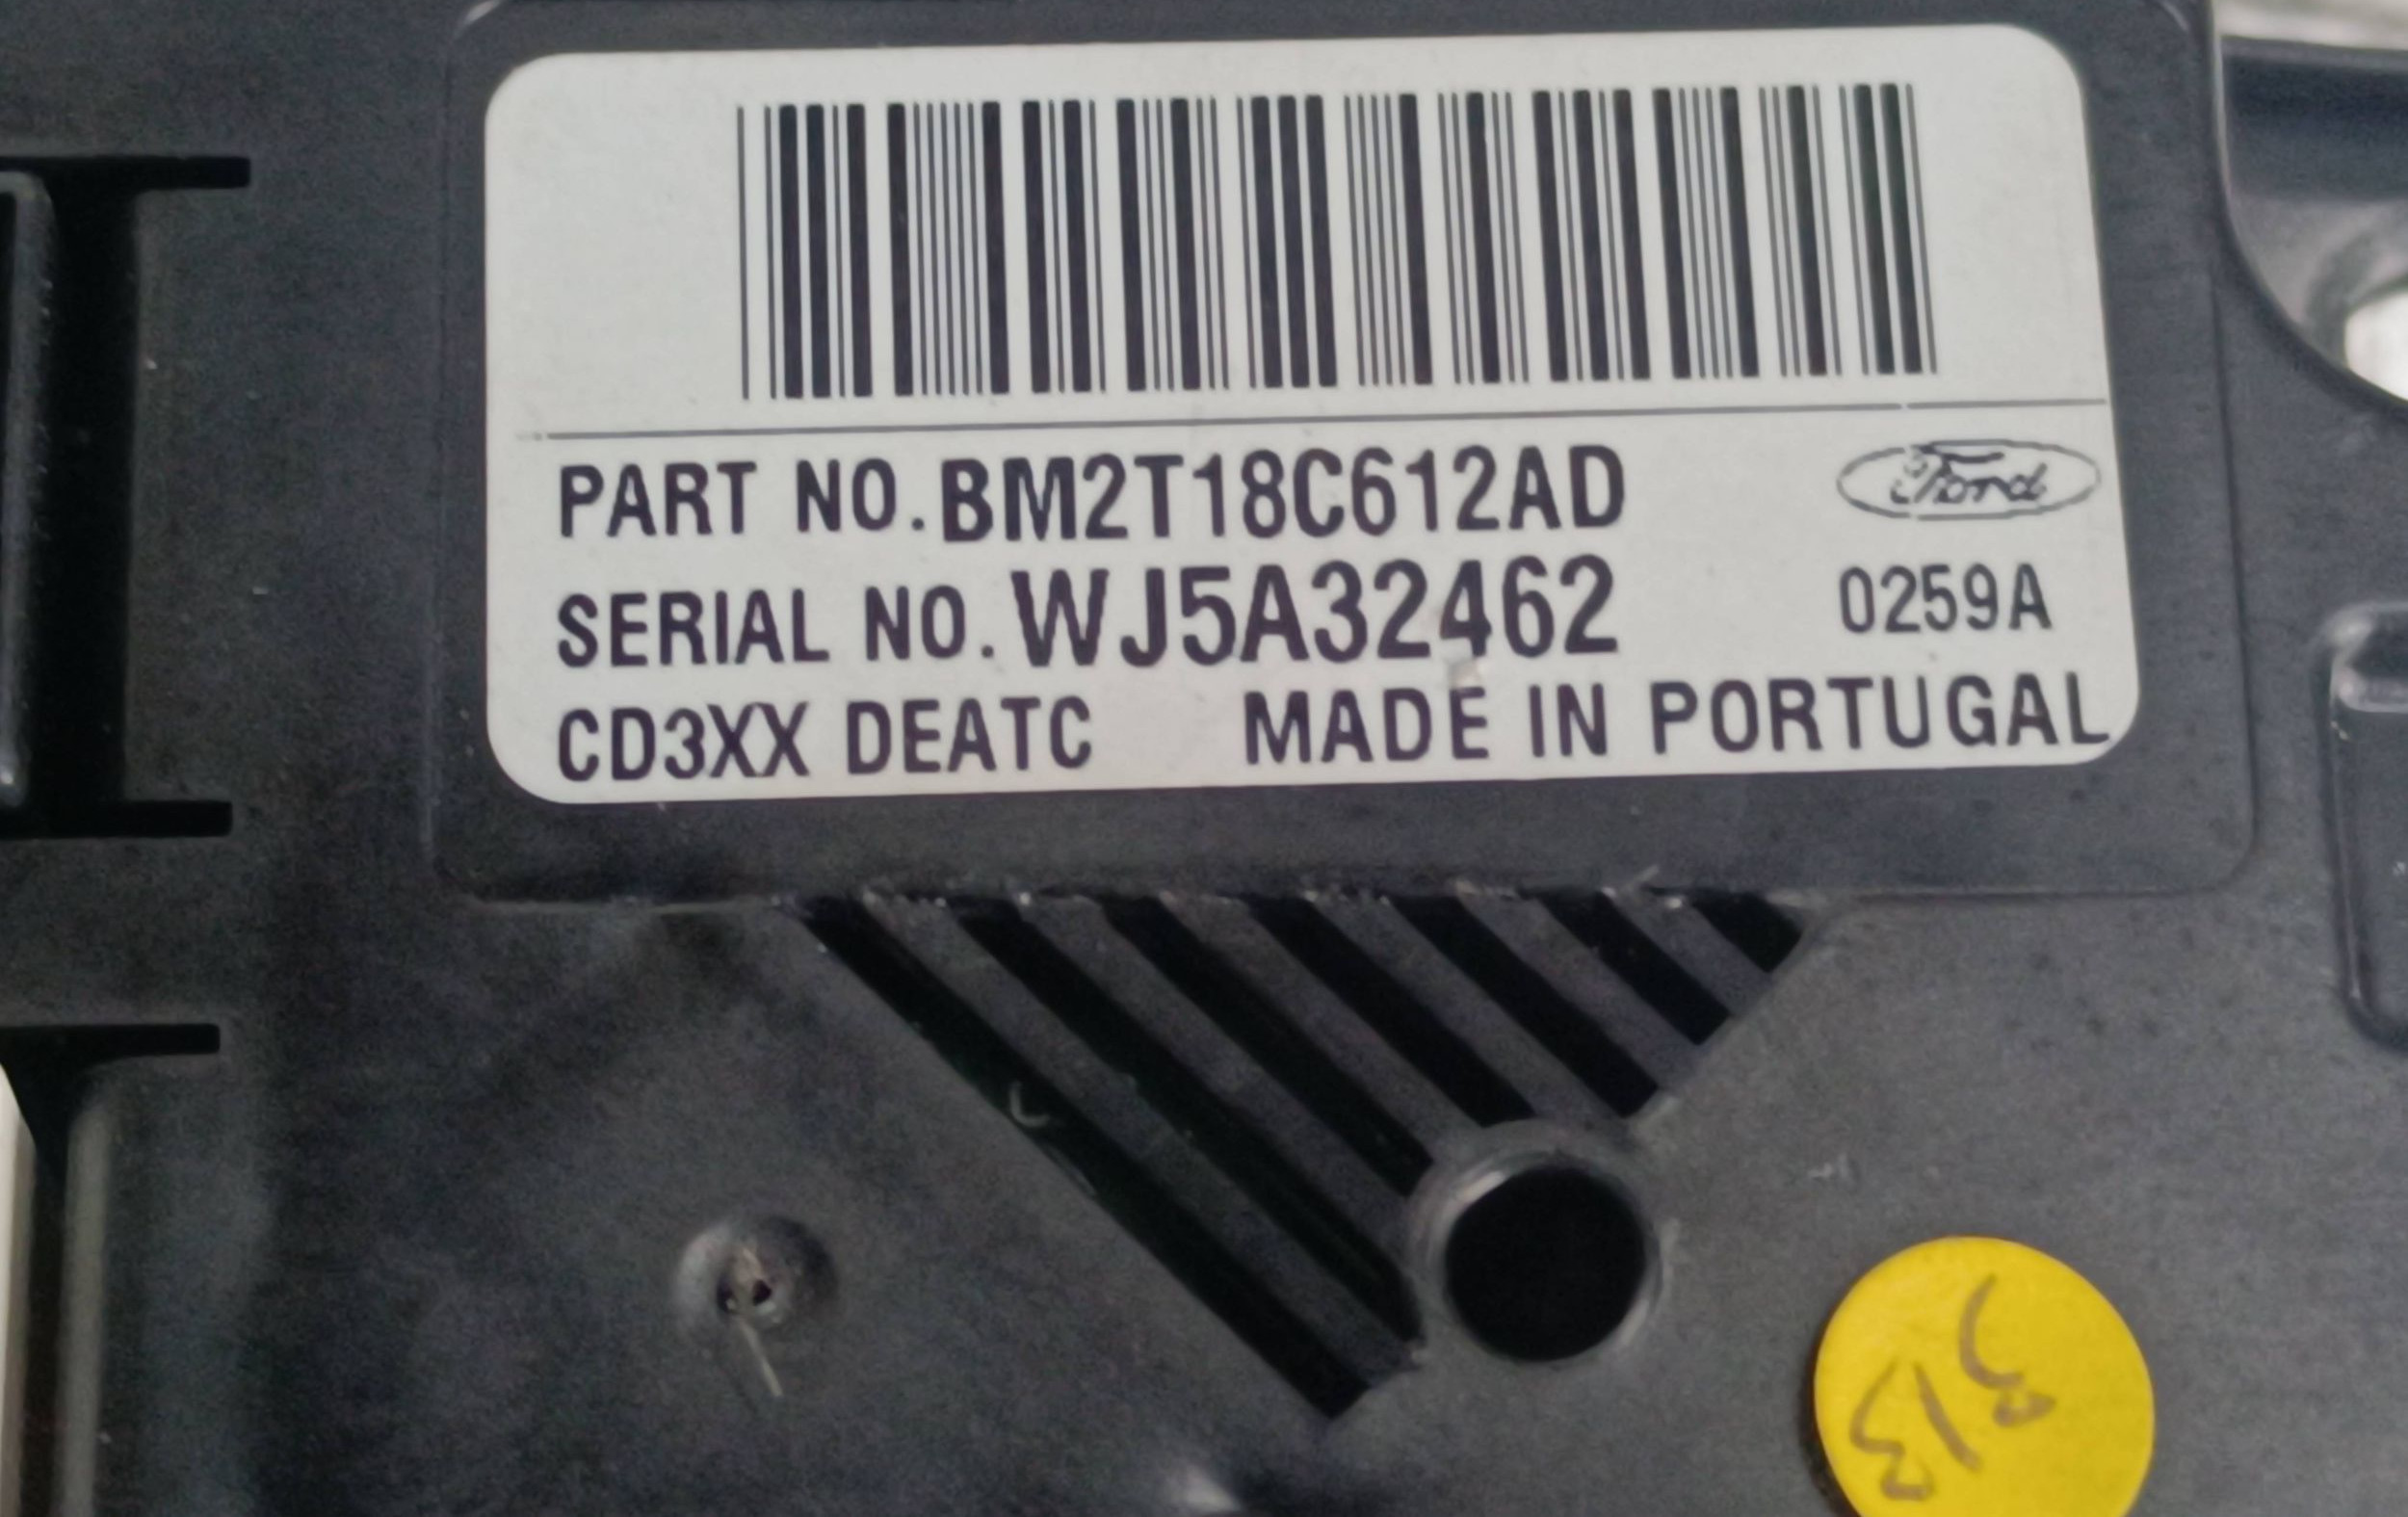 PART NO.BM2T18C612AD
Ford
SERIAL NO.WJ5A32462 0259A
CD3XX DEATC MADE IN PORTUGAL